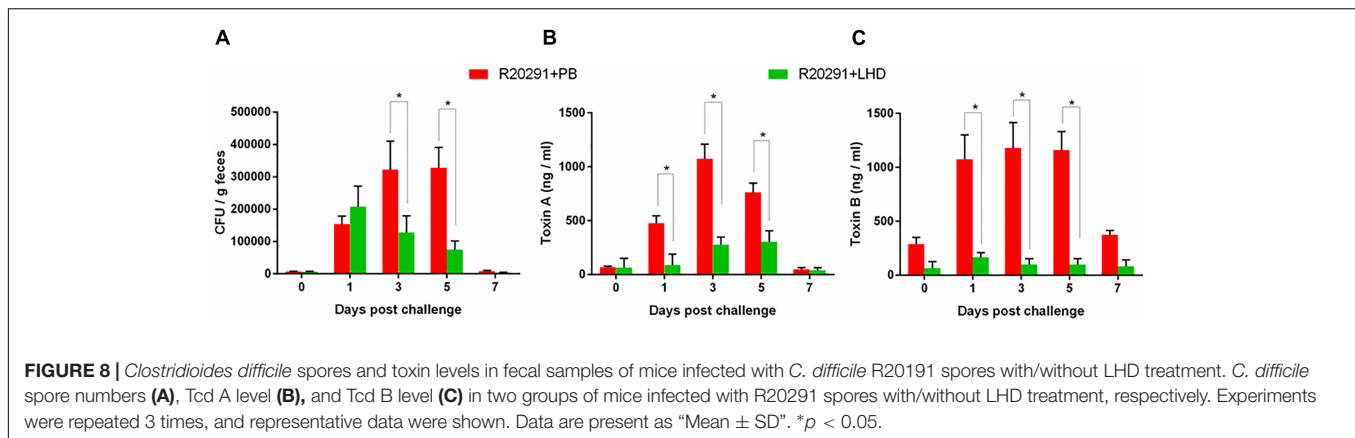 A
B
C
R20291+PB
R20291+LHD
500000
400000
300000
200000
100000
0
CFU / g feces
*
*
0
1
3
5
7
Days post challenge
1500
1000
500
0
Toxin A (ng / ml)
*
*
*
0
1
3
5
7
Days post challenge
1500
1000
500
0
Toxin B (ng / ml)
*
*
*
0
1
3
5
7
Days post challenge
FIGURE 8 | Clostridioides difficile spores and toxin levels in fecal samples of mice infected with C. difficile R20191 spores with/without LHD treatment. C. difficile
spore numbers (A), Tcd A level (B), and Tcd B level (C) in two groups of mice infected with R20291 spores with/without LHD treatment, respectively. Experiments
were repeated 3 times, and representative data were shown. Data are present as “Mean ± SD”. *p < 0.05.